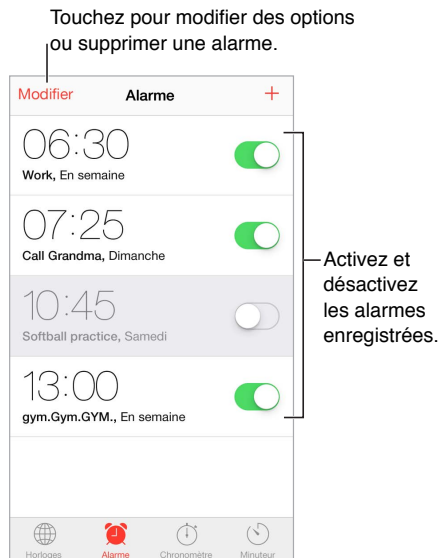 Touchez pour modifier des options
ou supprimer une alarme.
Modifier Alarme +
06:30
Work, En semaine
07:25
Call Grandma, Dimanche
10:45
Softball practice, Samedi
13:00
gym.Gym.GYM., En semaine
Activez et
désactivez
les alarmes
enregistrées.
Horloges Alarme Chronomètre Minuteur